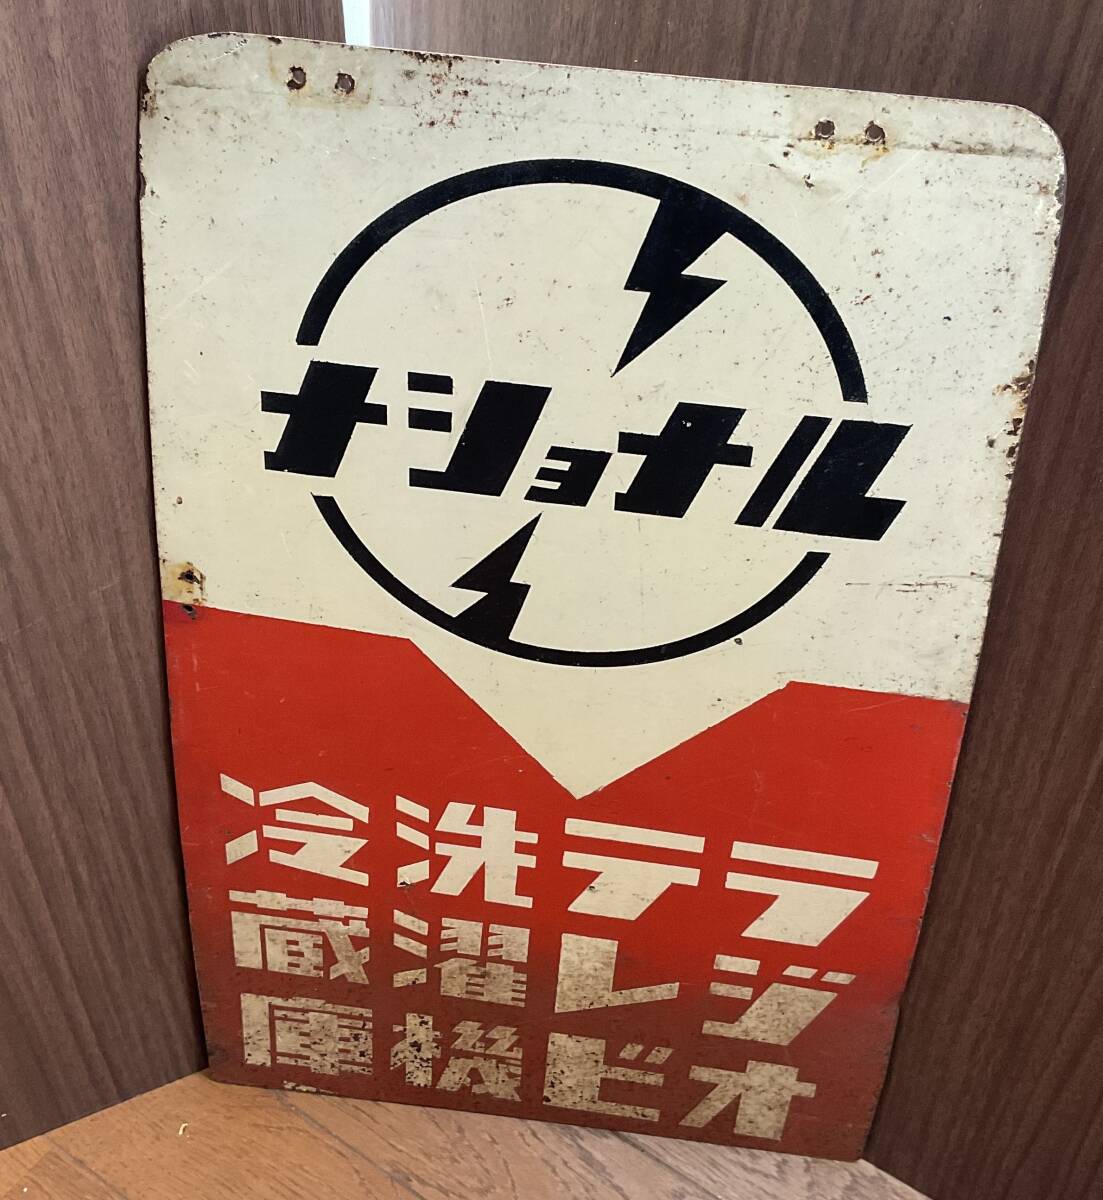 ナショナル
ラジオ
テレビ
洗濯機
冷蔵庫